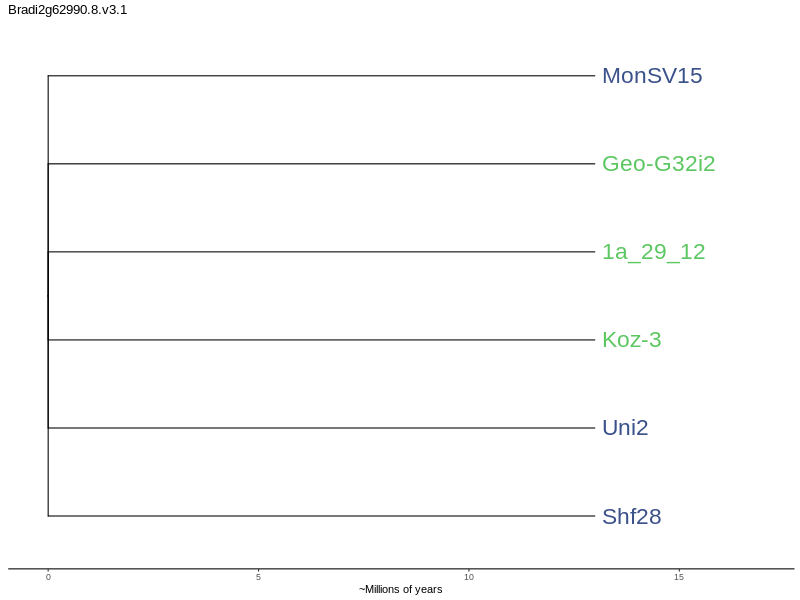 Bradi2g62990.8.v3.1
MonSV15
Geo-G32i2
1a_29_12
Koz-3
Uni2
Shf28
0 5 10 15
~Millions of years